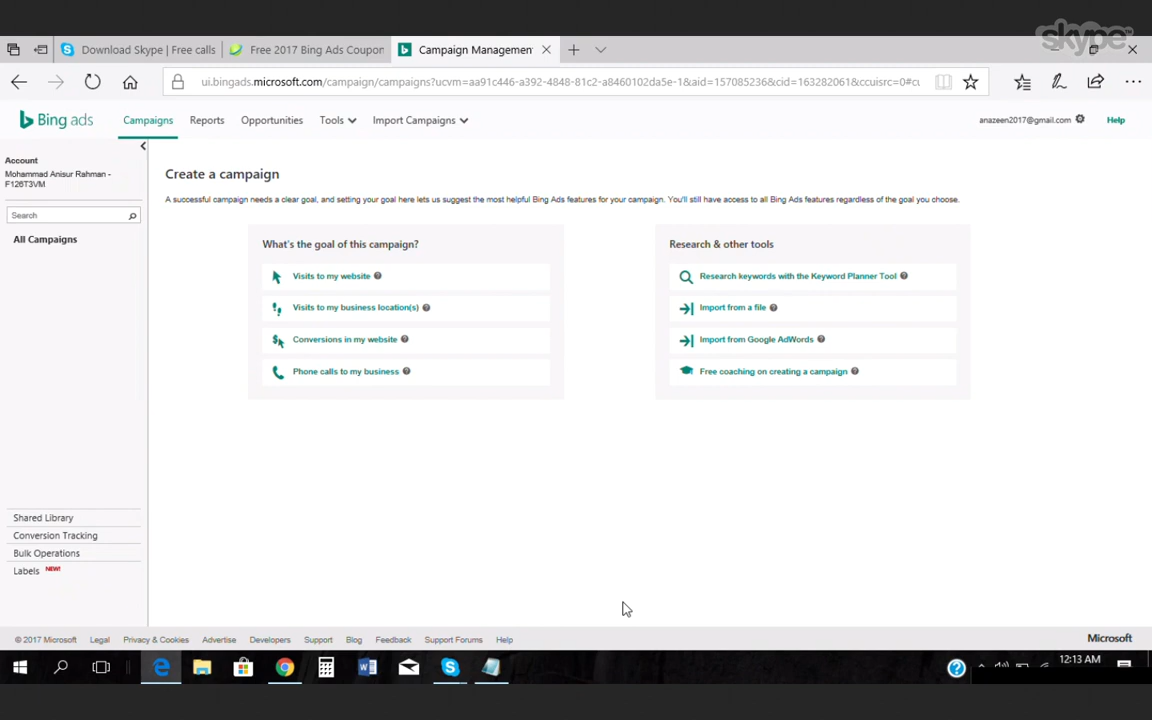 skype™
Download Skype | Free calls
Free 2017 Bing Ads Coupon
Campaign Management
ui.bingads.microsoft.com/campaign/campaigns?ucvm=aa91c446-a392-4848-81c2-a8460102da5e-1&aid=157085236&cid=163282061&ccuisrc=0#cu
Bing ads
Campaigns
Reports
Opportunities
Tools
Import Campaigns
anazeen2017@gmail.com
Help
Account
Mohammad Anisur Rahman -
F126T3VM
Search
All Campaigns
Shared Library
Conversion Tracking
Bulk Operations
Labels NEW!
Create a campaign
A successful campaign needs a clear goal, and setting your goal here lets us suggest the most helpful Bing Ads features for your campaign. You'll still have access to all Bing Ads features regardless of the goal you choose.
What's the goal of this campaign?
Visits to my website
Visits to my business location(s)
Conversions in my website
Phone calls to my business
Research & other tools
Research keywords with the Keyword Planner Tool
Import from a file
Import from Google AdWords
Free coaching on creating a campaign
© 2017 Microsoft
Legal
Privacy & Cookies
Advertise
Developers
Support
Blog
Feedback
Support Forums
Help
Microsoft
12:13 AM